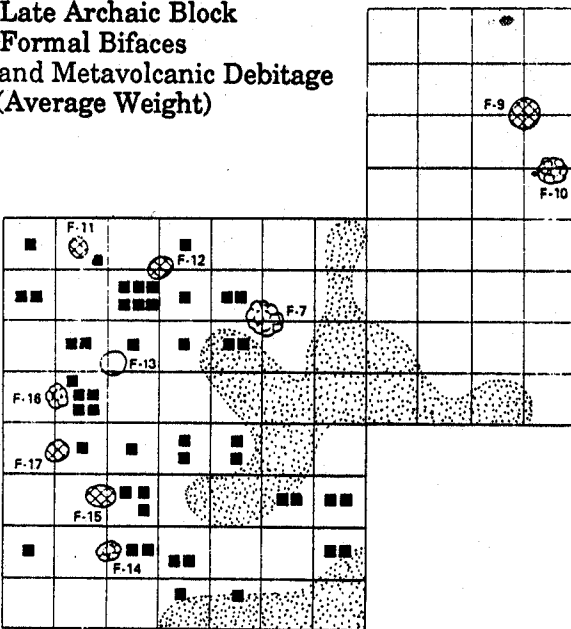 Late Archaic Block
Formal Bifaces
and Metavolcanic Debitage
(Average Weight)
F-9
F-10
F-11
F-12
F-7
F-13
F-16
F-17
F-15
F-14